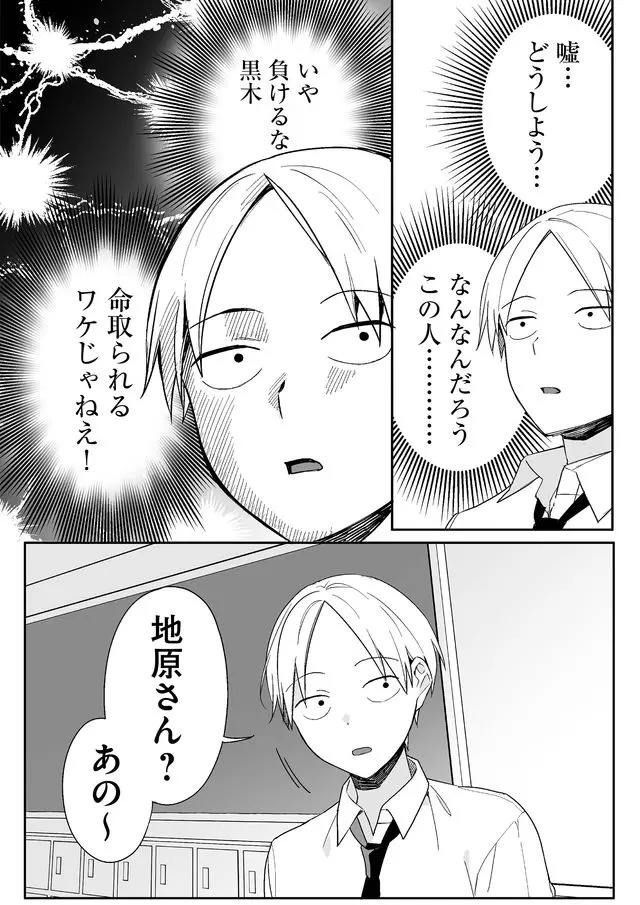 嘘…
どうしよう…
なんなんだろう
この人………
いや
負けるな
黒木
命取られる
ワケじゃねえ！
地原さん？
あの～